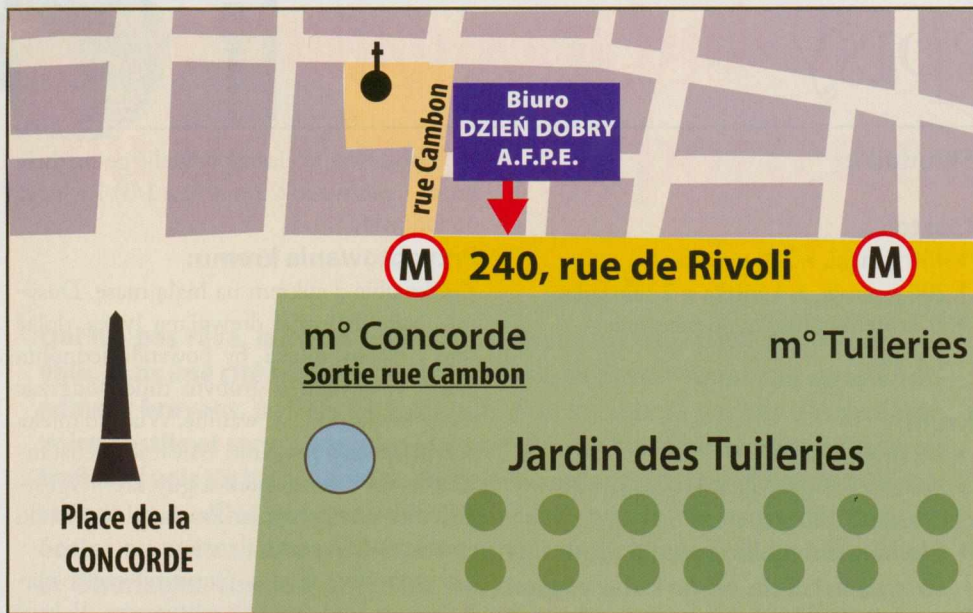 Biuro
DZIEŃ DOBRY
A.F.P.E.
rue Cambon
M 240, rue de Rivoli M
m° Concorde
Sortie rue Cambon
m° Tuileries
Jardin des Tuileries
Place de la
CONCORDE